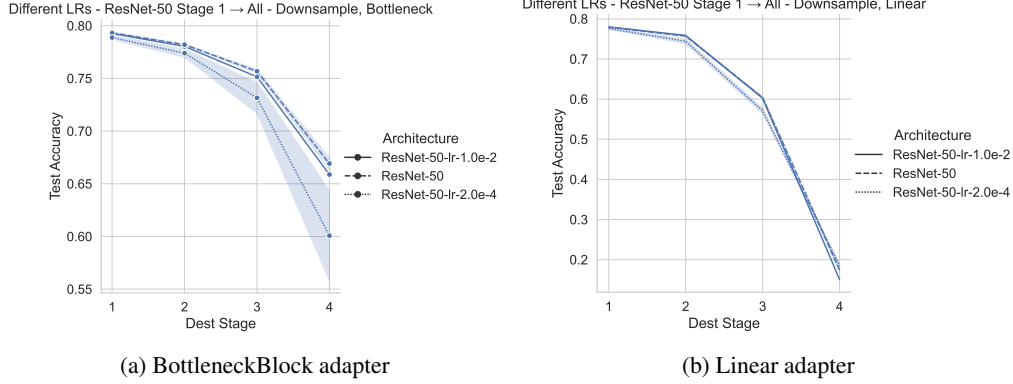 Different LRs - ResNet-50 Stage 1 → All - Downsample, Bottleneck
0.80
0.75
0.70
0.65
0.60
0.55
Test Accuracy
1 2 3 4
Dest Stage
Architecture
ResNet-50-lr-1.0e-2
ResNet-50
ResNet-50-lr-2.0e-4
(a) BottleneckBlock adapter
Different LRs - ResNet-50 Stage 1 → All - Downsample, Linear
0.8
0.7
0.6
0.5
0.4
0.3
0.2
Test Accuracy
1 2 3 4
Dest Stage
Architecture
ResNet-50-lr-1.0e-2
ResNet-50
ResNet-50-lr-2.0e-4
(b) Linear adapter